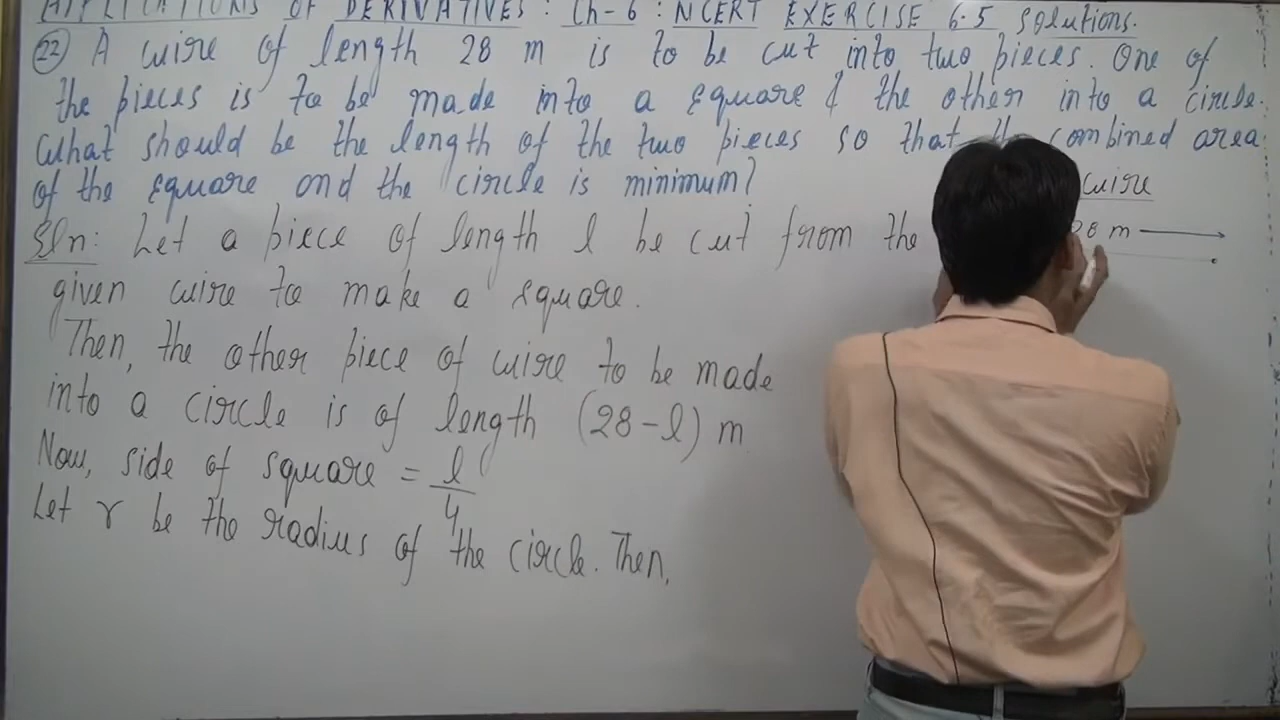 APPLICATIONS OF DERIVATIVES: Ch-6: NCERT EXERCISE 6.5 Solutions.
22 A wire of length 28 m is to be cut into two pieces. One of
the pieces is to be made into a square & the other into a circle.
What should be the length of the two pieces so that the combined area
of the square and the circle is minimum?
wire
28 m
Sln: Let a piece of length l be cut from the
given wire to make a square.
Then, the other piece of wire to be made
into a circle is of length (28-l) m
Now, side of square = l/4
Let r be the radius of the circle. Then,